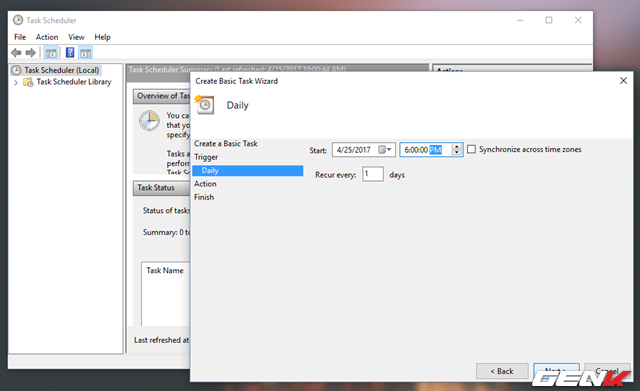 Task Scheduler
File Action View Help
Task Scheduler (Local)
Task Scheduler Library
Task Scheduler Summary (Last refreshed: 4/25/2017 10:00:44 AM)
Actions
Overview of Tas
You ca
that yo
specify
Tasks a
perform
Task Sc
Task Status
Status of tasks
Summary: 0 to
Task Name
Last refreshed at
Create Basic Task Wizard
Daily
Create a Basic Task
Trigger
Daily
Action
Finish
Start: 4/25/2017 6:00:00 PM Synchronize across time zones
Recur every: 1 days
< Back Next > Cancel
GENK